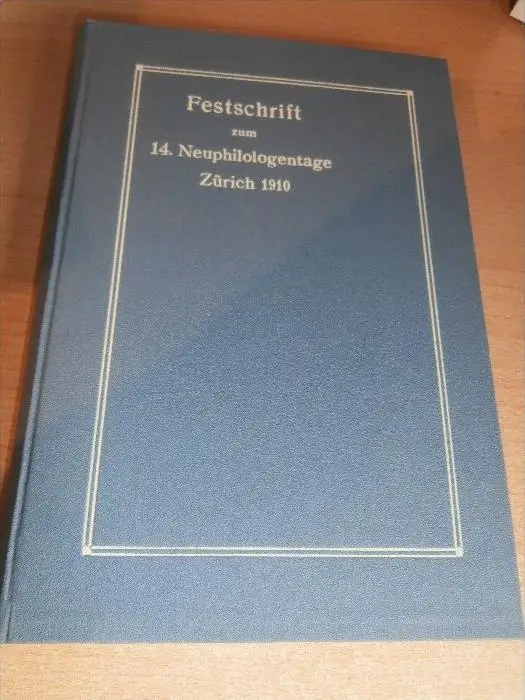 Festschrift
zum
14. Neuphilologentage
Zürich 1910